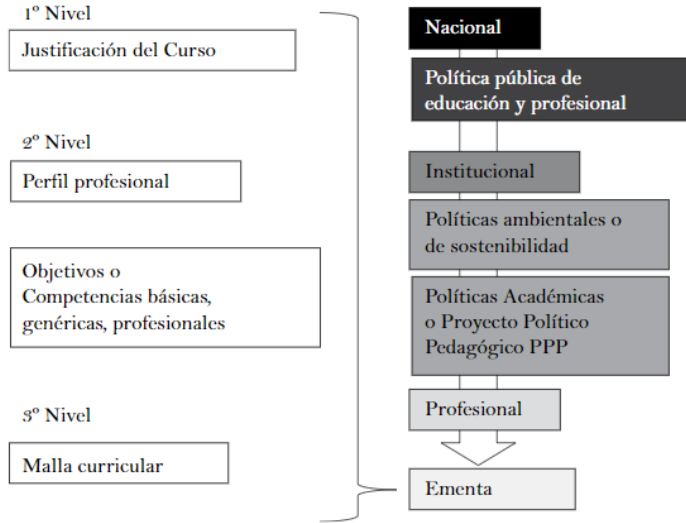 1º Nivel
Justificación del Curso
2º Nivel
Perfil profesional
Objetivos o
Competencias básicas,
genéricas, profesionales
3º Nivel
Malla curricular
Nacional
Política pública de
educación y profesional
Institucional
Políticas ambientales o
de sostenibilidad
Políticas Académicas
o Proyecto Político
Pedagógico PPP
Profesional
Ementa